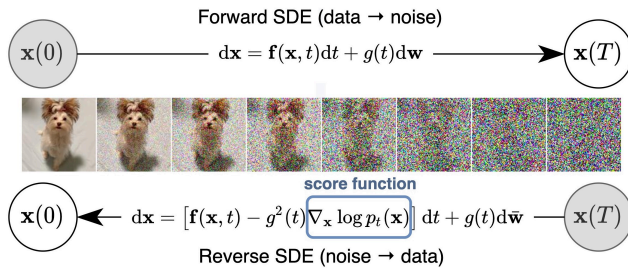 Forward SDE (data → noise)
x(0) dx = f(x, t)dt + g(t)dw x(T)
score function
x(0) dx = [f(x, t) − g²(t)∇ₓ log pₜ(x)] dt + g(t)dw̄ x(T)
Reverse SDE (noise → data)